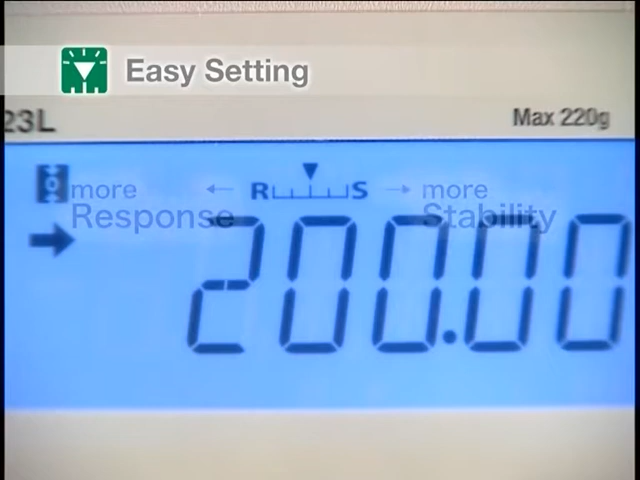 Easy Setting
23L
Max 220g
more ← R S → more
Response Stability
200.00